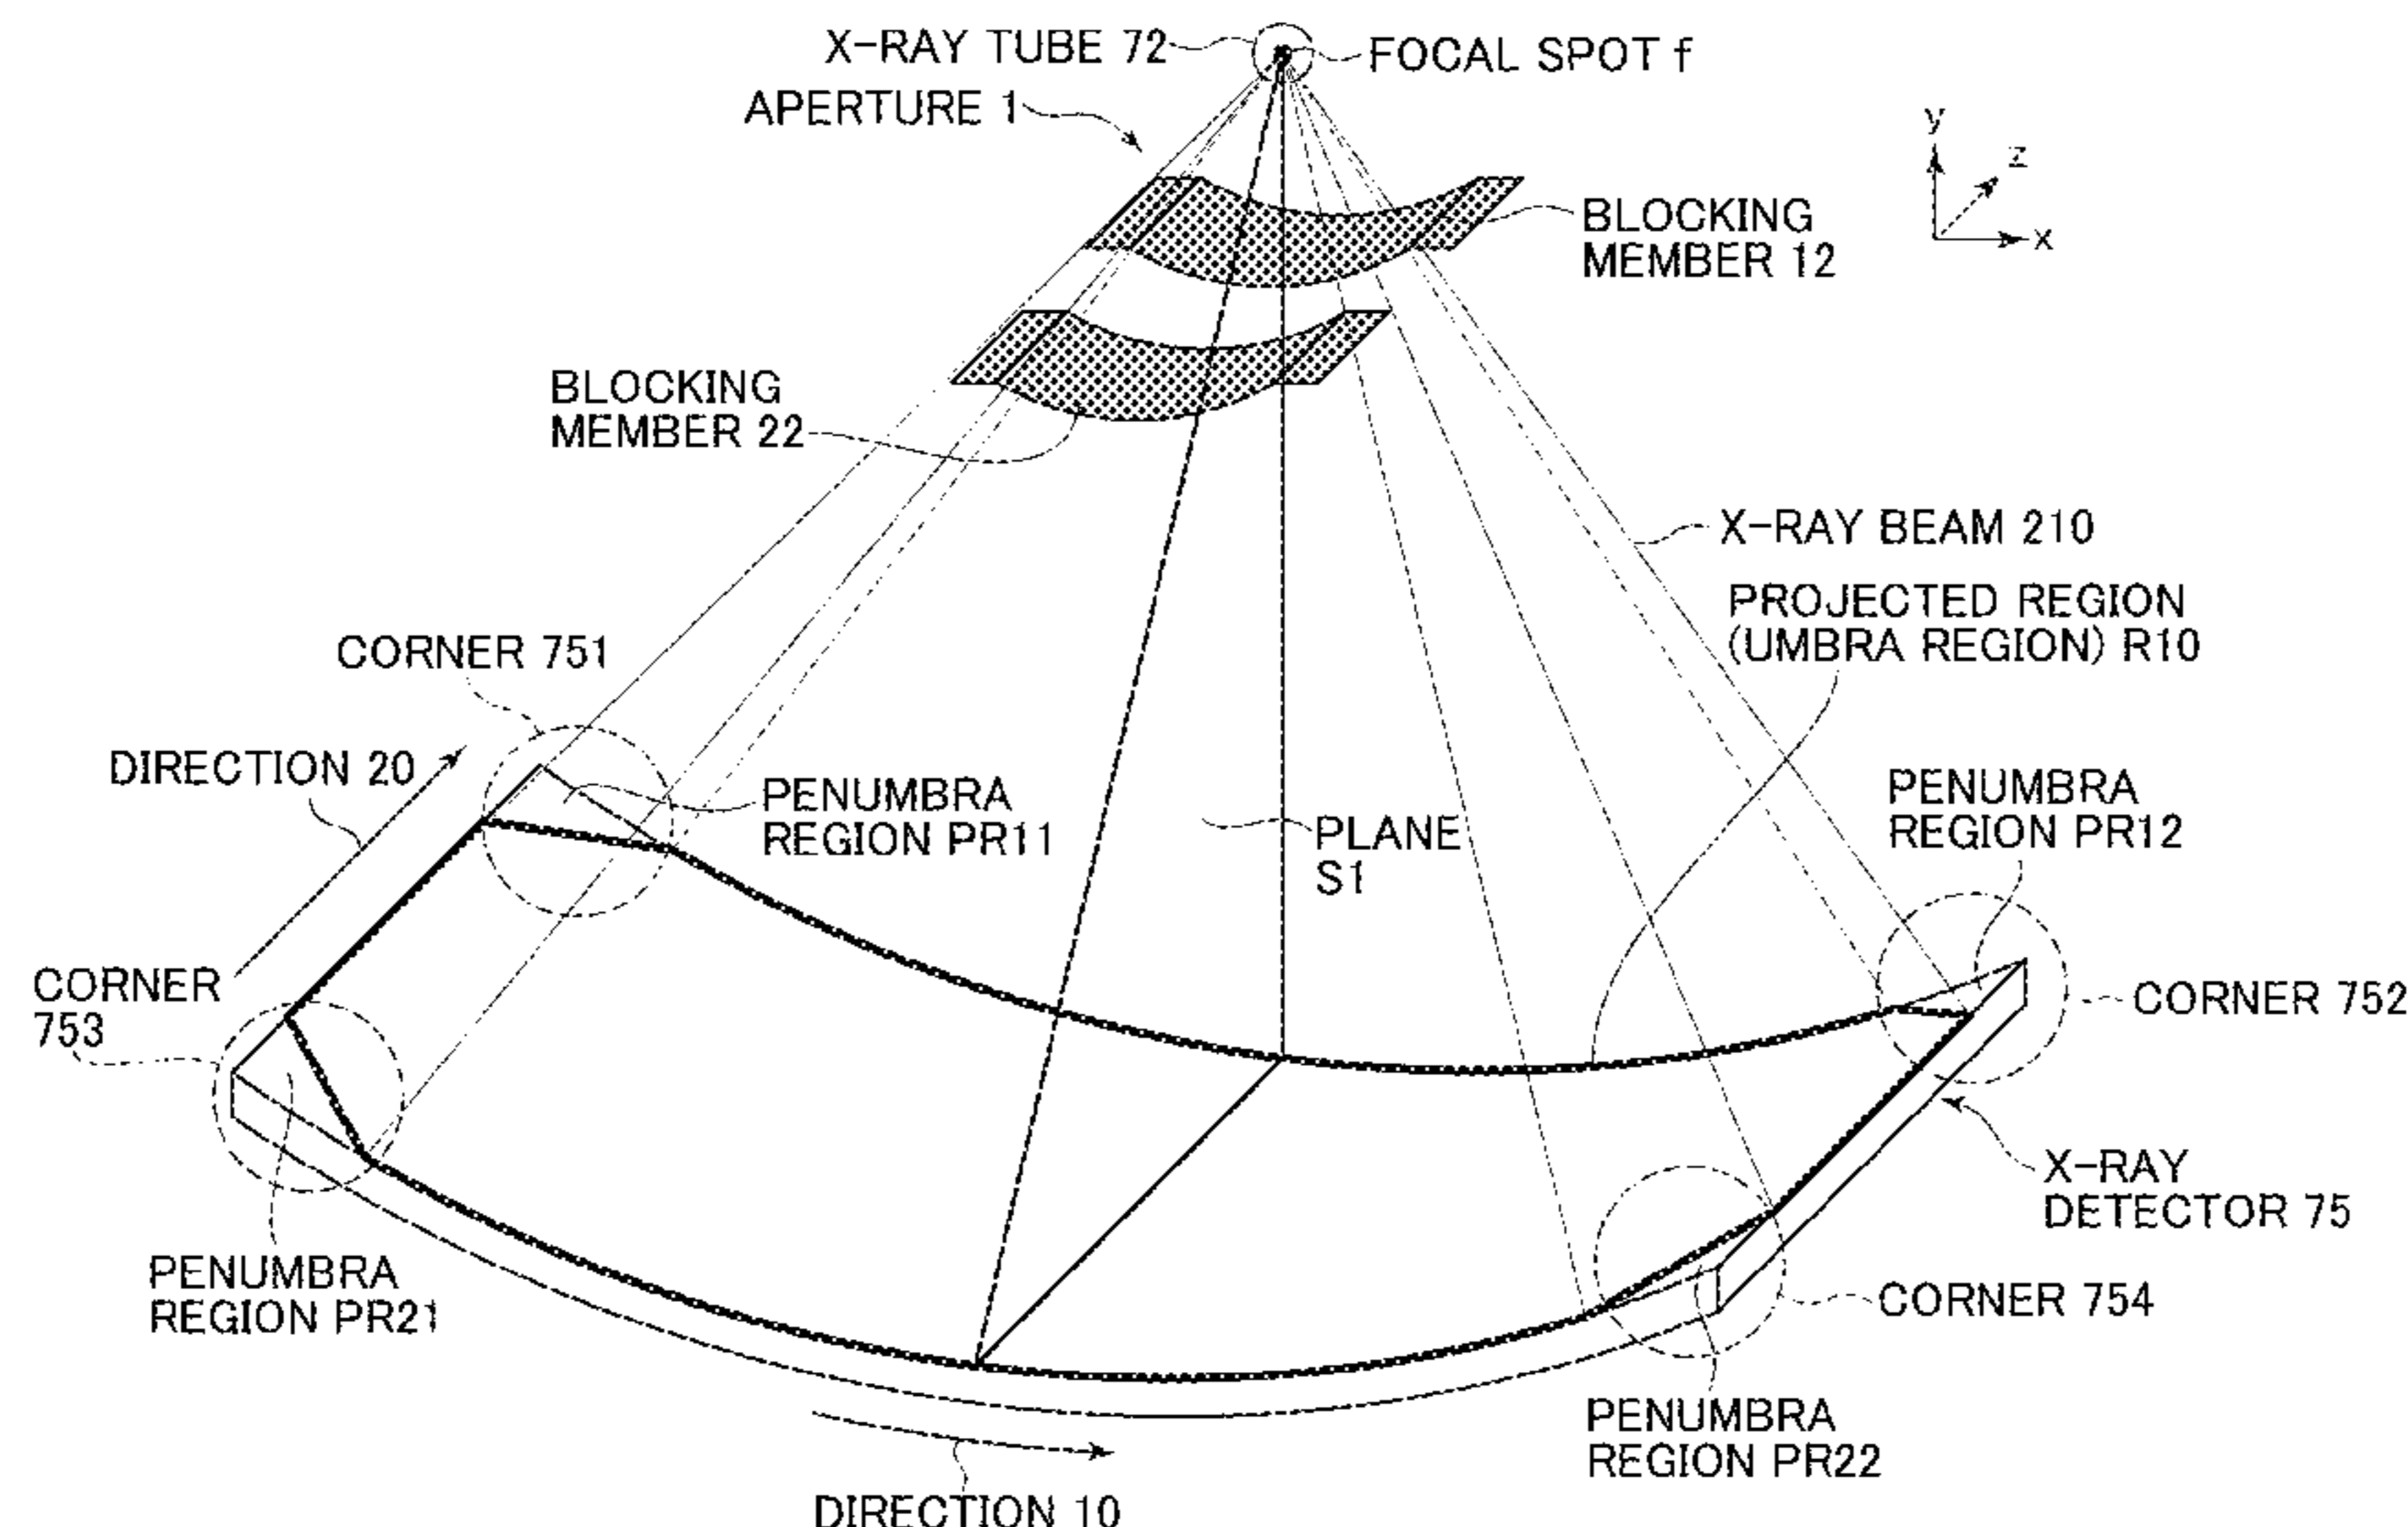 X-RAY TUBE 72
FOCAL SPOT f
APERTURE 1
y
z
x
BLOCKING
MEMBER 12
BLOCKING
MEMBER 22
X-RAY BEAM 210
PROJECTED REGION
(UMBRA REGION) R10
CORNER 751
DIRECTION 20
PENUMBRA
REGION PR11
PLANE
S1
PENUMBRA
REGION PR12
CORNER
753
CORNER 752
X-RAY
DETECTOR 75
PENUMBRA
REGION PR21
CORNER 754
PENUMBRA
REGION PR22
DIRECTION 10